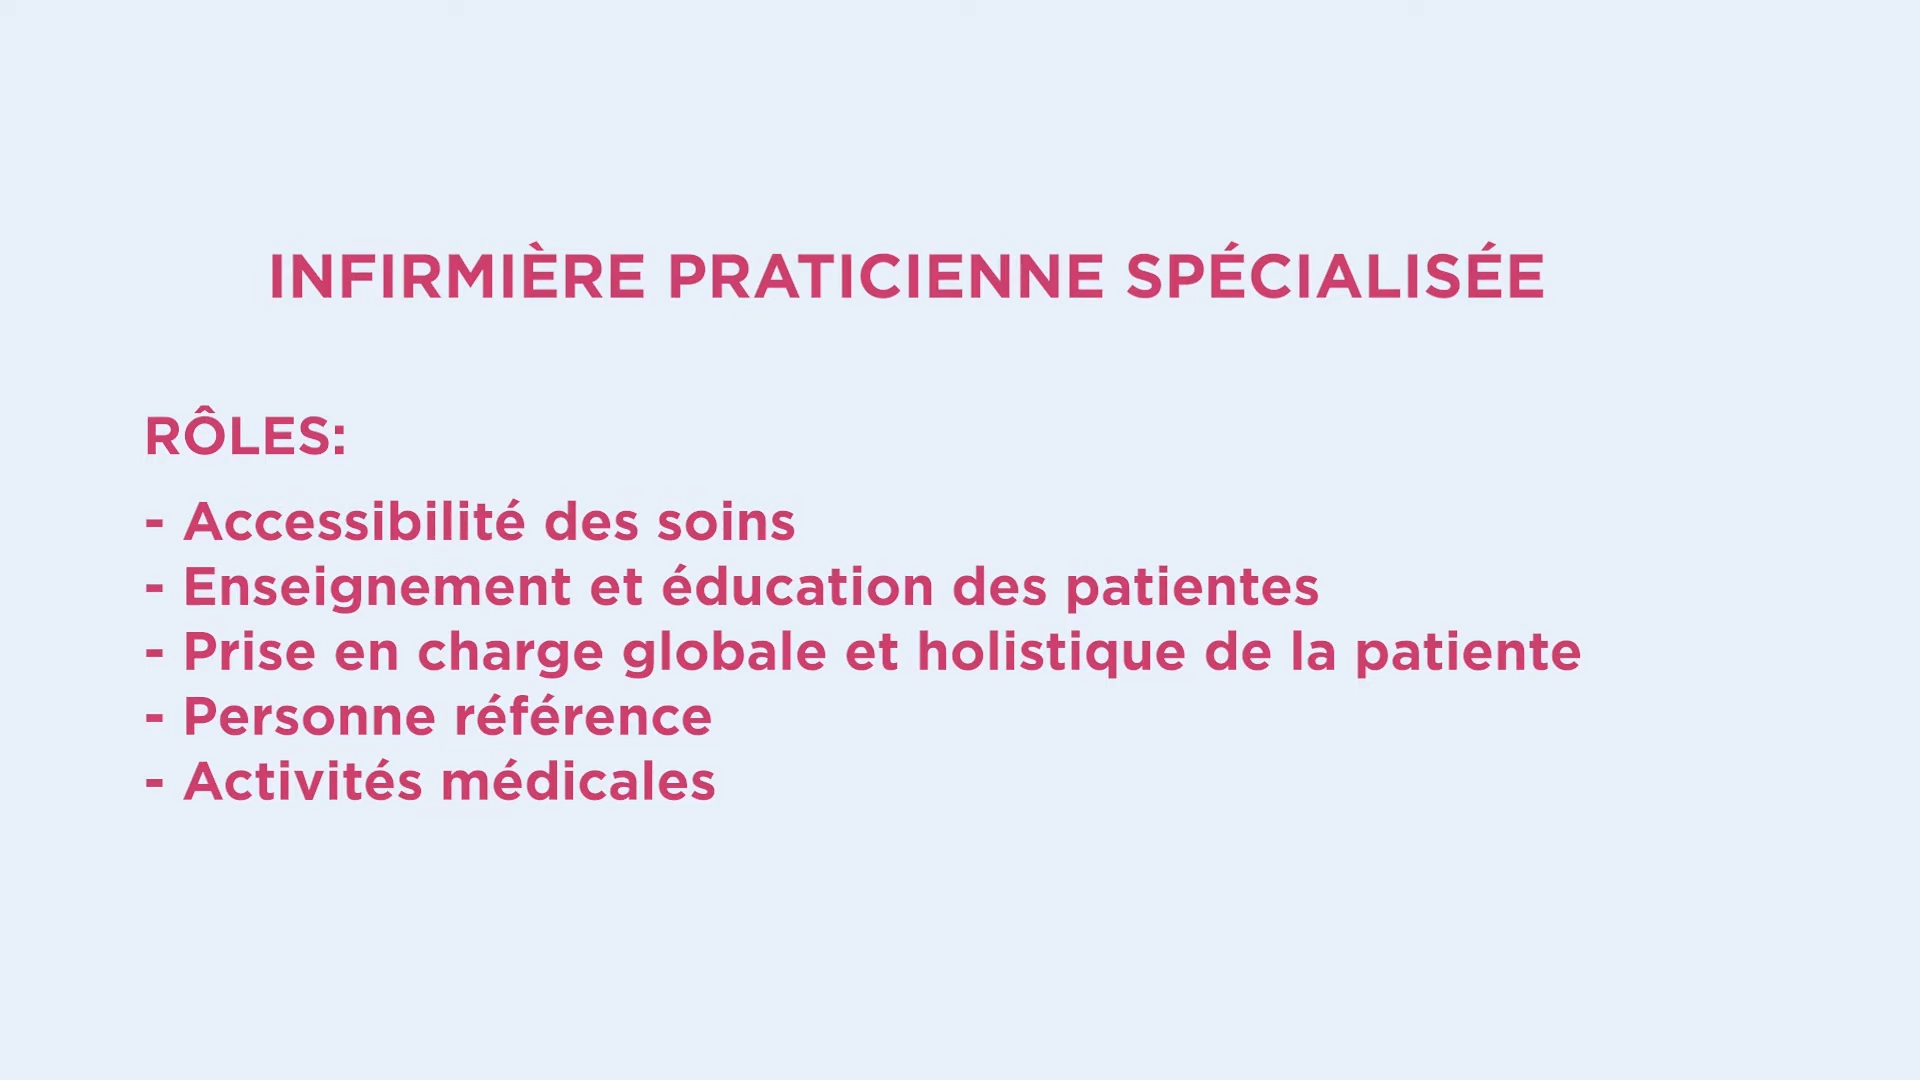 INFIRMIÈRE PRATICIENNE SPÉCIALISÉE
RÔLES:
- Accessibilité des soins
- Enseignement et éducation des patientes
- Prise en charge globale et holistique de la patiente
- Personne référence
- Activités médicales